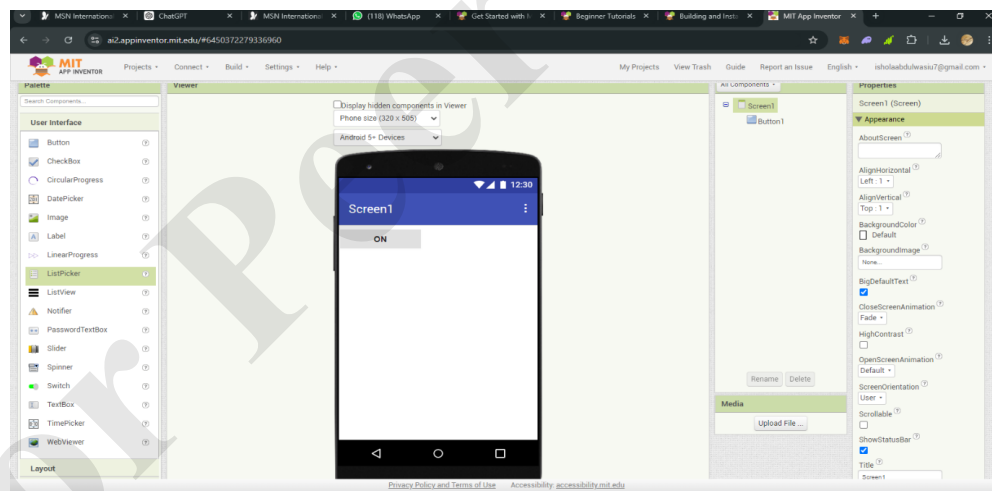 MSN Internationa
ChatGPT
MSN Internationa
(118) WhatsApp
Get Started with
Beginner Tutorials
Building and Insta
MIT App Inventor
ai2.appinventor.mit.edu/#6450372279336960
MIT
APP INVENTOR
Projects
Connect
Build
Settings
Help
My Projects
View Trash
Guide
Report an Issue
English
isholaabdulwasiu7@gmail.com
Palette
Search Components...
User Interface
Button
CheckBox
CircularProgress
DatePicker
Image
Label
LinearProgress
ListPicker
ListView
Notifier
PasswordTextBox
Slider
Spinner
Switch
TextBox
TimePicker
WebViewer
Layout
Viewer
Display hidden components in Viewer
Phone size (320 x 505)
Android 5+ Devices
12:30
Screen1
ON
All Components
Screen1
Button1
Rename Delete
Media
Upload File ...
Properties
Screen1 (Screen)
Appearance
AboutScreen
AlignHorizontal
Left : 1
AlignVertical
Top : 1
BackgroundColor
Default
BackgroundImage
None...
BigDefaultText
CloseScreenAnimation
Fade
HighContrast
OpenScreenAnimation
Default
ScreenOrientation
User
Scrollable
ShowStatusBar
Title
Screen1
Privacy Policy and Terms of Use Accessibility: accessibility.mit.edu
or Peer